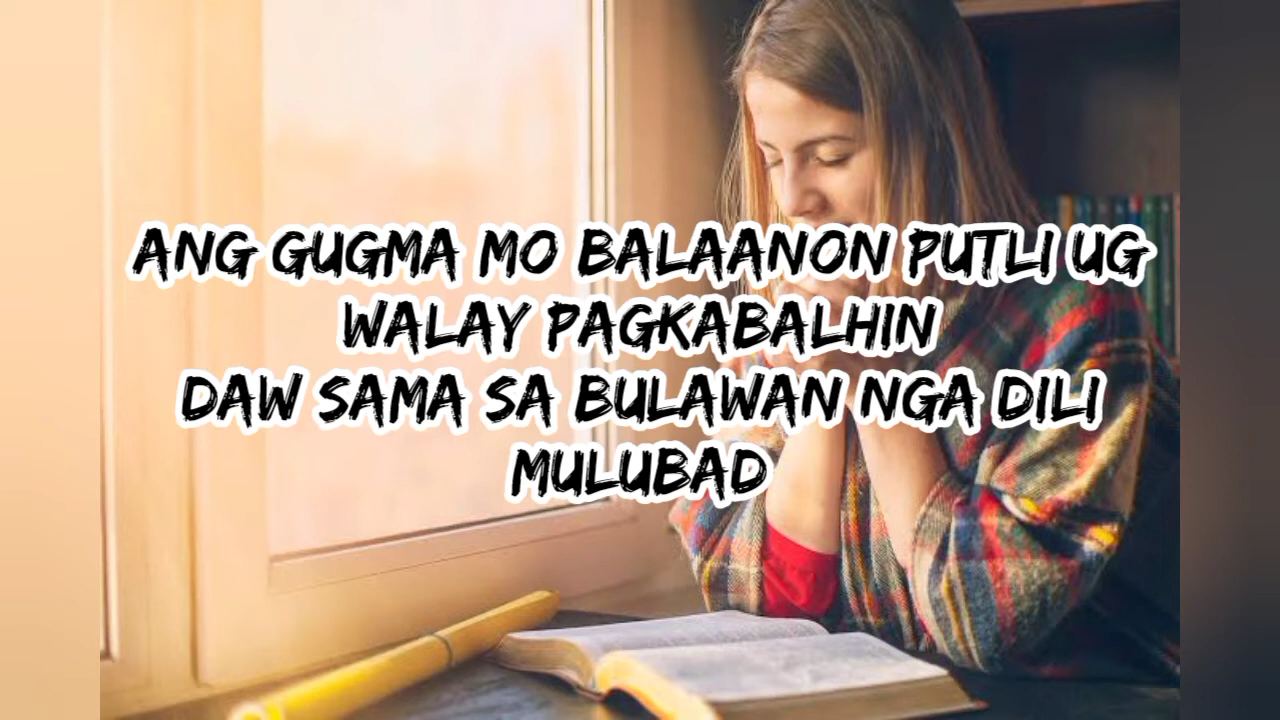 ANG GUGMA MO BALAANON PUTLI UG
WALAY PAGKABALHIN
DAW SAMA SA BULAWAN NGA DILI
MULUBAD